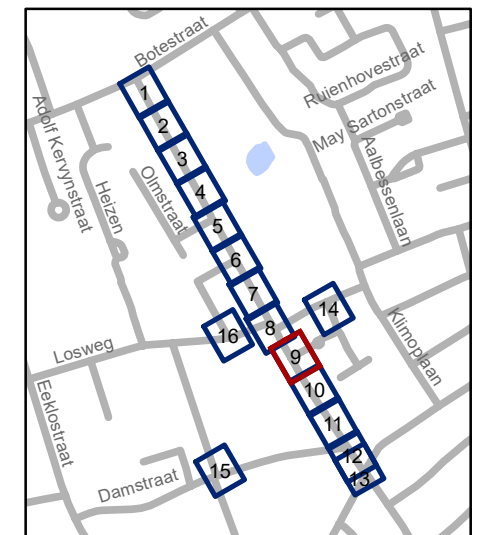 Botestraat
Ruienhovestraat
May Sartonstraat
Adolf Kervynstraat
Aalbessenlaan
Heizen
Olmstraat
1
2
3
4
5
6
7
8
14
16
9
Klimoplaan
Losweg
10
11
Eeklostraat
12
15
13
Damstraat